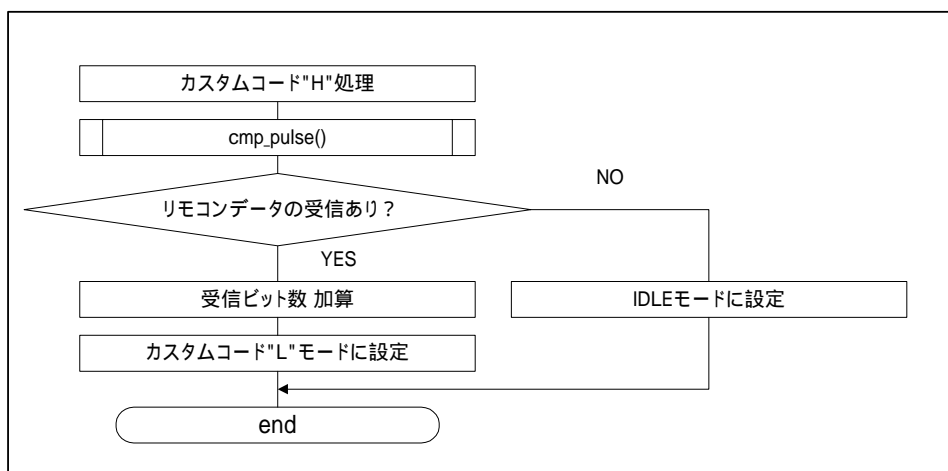 カスタムコード"H"処理
cmp_pulse()
NO
リモコンデータの受信あり？
YES
受信ビット数 加算
IDLEモードに設定
カスタムコード"L"モードに設定
end